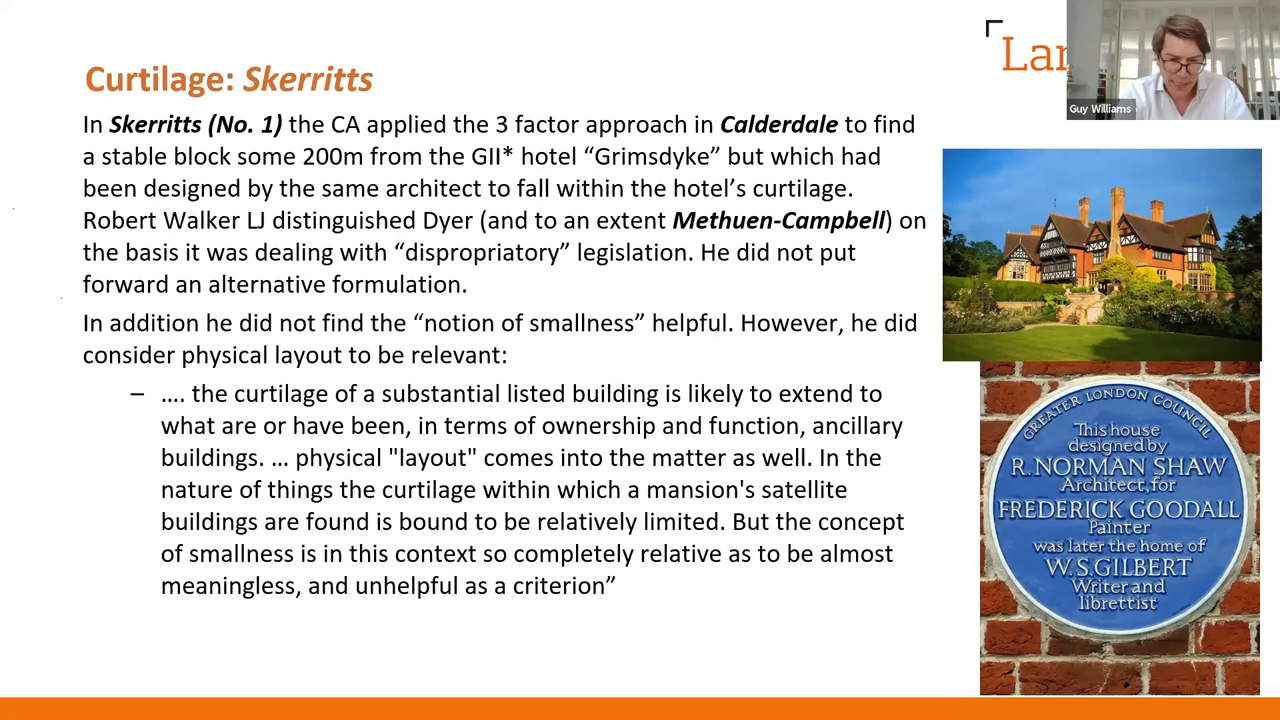 Curtilage: Skerritts
In Skerritts (No. 1) the CA applied the 3 factor approach in Calderdale to find
a stable block some 200m from the GII* hotel “Grimsdyke” but which had
been designed by the same architect to fall within the hotel’s curtilage.
Robert Walker LJ distinguished Dyer (and to an extent Methuen-Campbell) on
the basis it was dealing with “dispropriatory” legislation. He did not put
forward an alternative formulation.
In addition he did not find the “notion of smallness” helpful. However, he did
consider physical layout to be relevant:
– …. the curtilage of a substantial listed building is likely to extend to
what are or have been, in terms of ownership and function, ancillary
buildings. … physical "layout" comes into the matter as well. In the
nature of things the curtilage within which a mansion's satellite
buildings are found is bound to be relatively limited. But the concept
of smallness is in this context so completely relative as to be almost
meaningless, and unhelpful as a criterion”
Guy Williams
GREATER LONDON COUNCIL
This house
designed by
R. NORMAN SHAW
Architect, for
FREDERICK GOODALL
Painter
was later the home of
W. S. GILBERT
Writer and
librettist